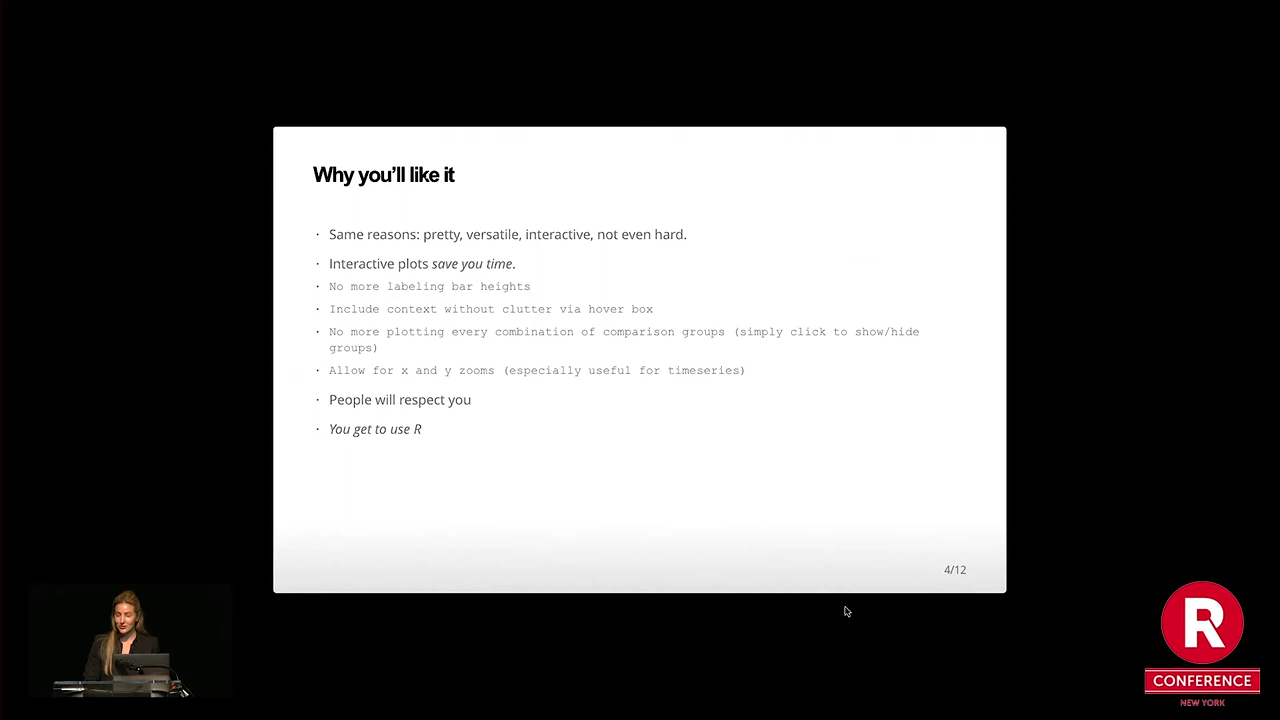 Why you'll like it
· Same reasons: pretty, versatile, interactive, not even hard.
· Interactive plots save you time.
· No more labeling bar heights
· Include context without clutter via hover box
· No more plotting every combination of comparison groups (simply click to show/hide
groups)
· Allow for x and y zooms (especially useful for timeseries)
· People will respect you
· You get to use R
4/12
R
CONFERENCE
NEW YORK